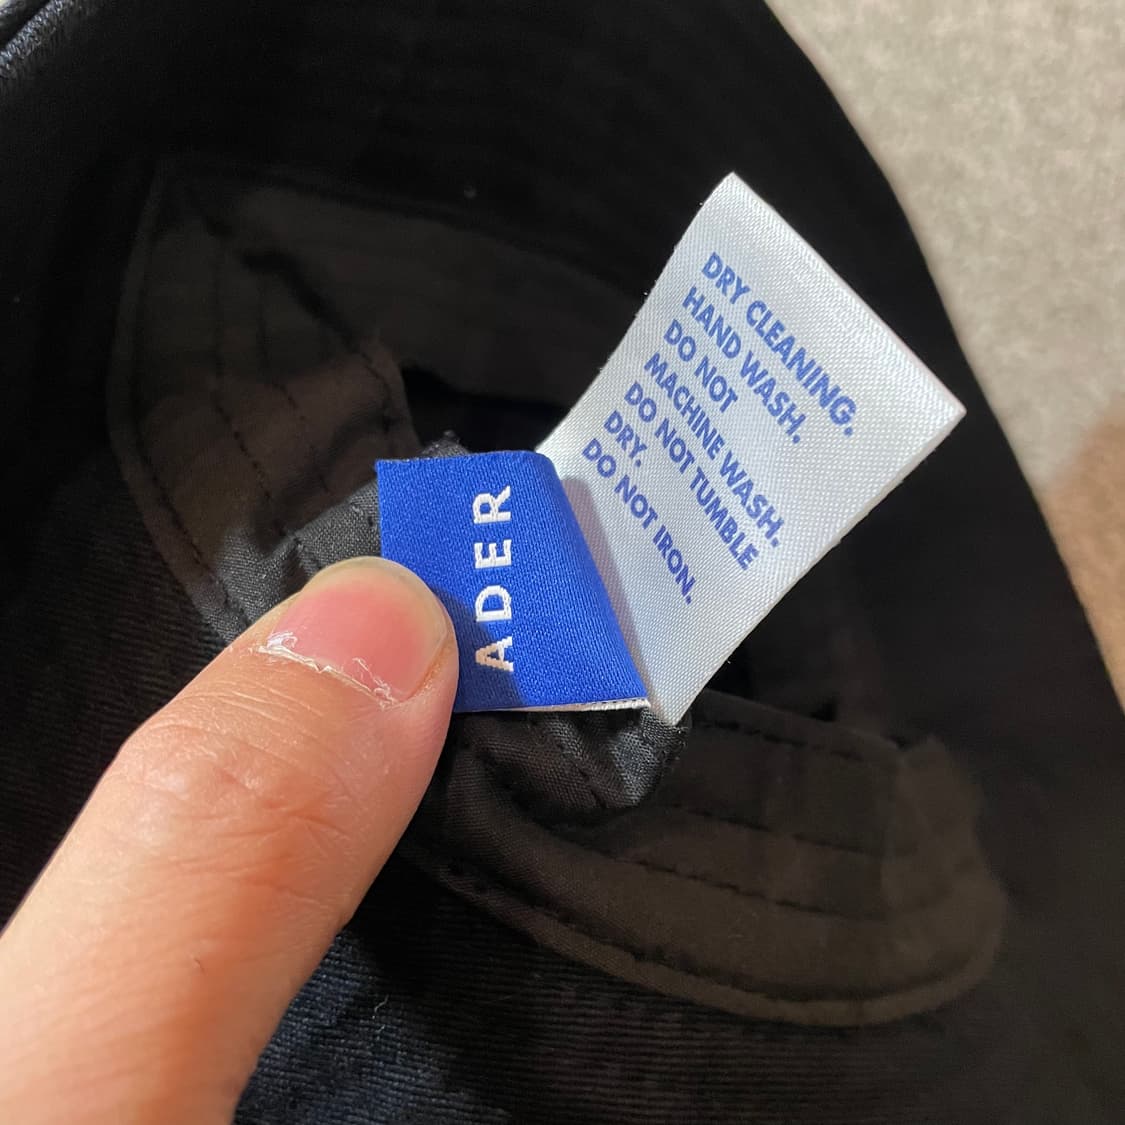 ADER
DRY CLEANING.
HAND WASH.
DO NOT
MACHINE WASH.
DO NOT TUMBLE
DRY.
DO NOT IRON.